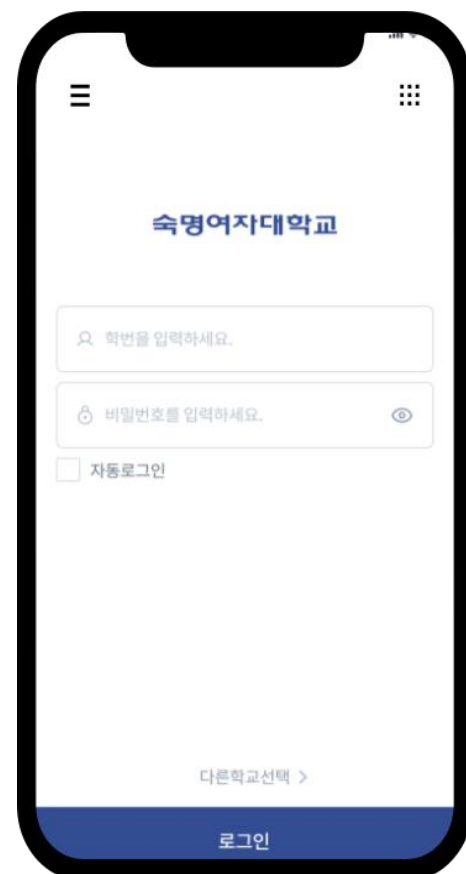 숙명여자대학교
학번을 입력하세요.
비밀번호를 입력하세요.
자동로그인
다른학교선택 >
로그인